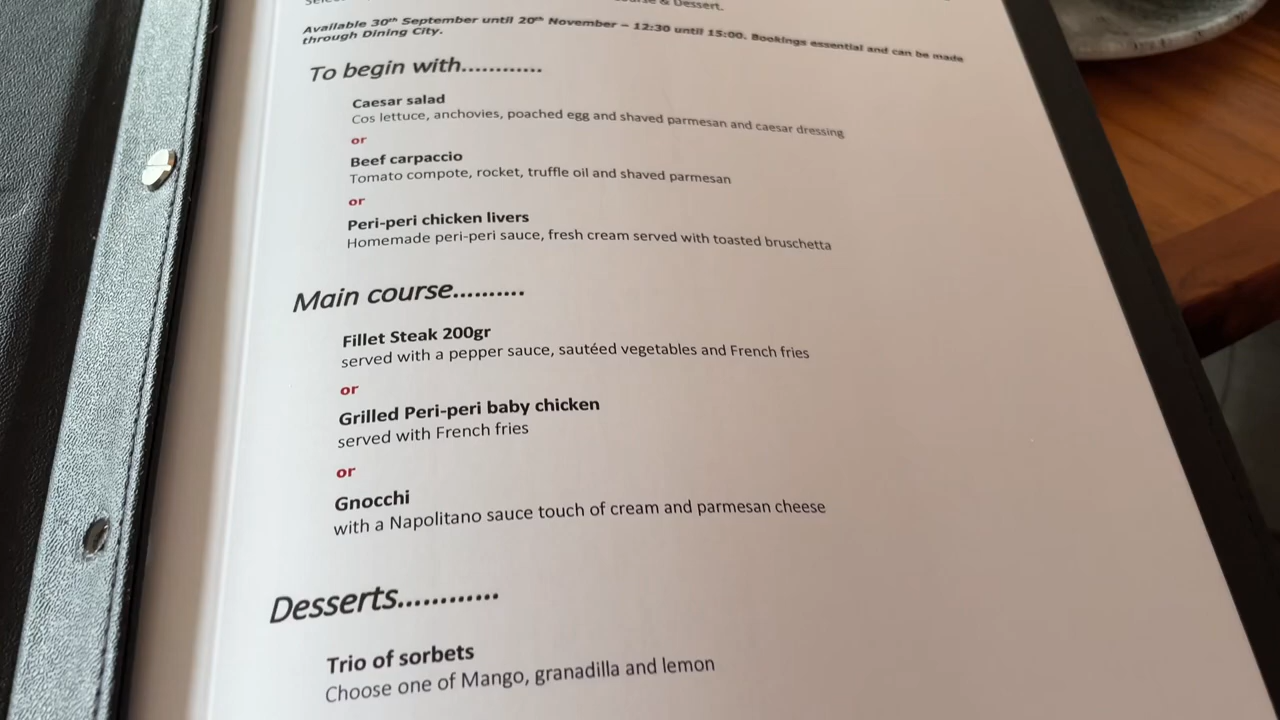 & Dessert.
Available 30th September until 20th November – 12:30 until 15:00. Bookings essential and can be made
through Dining City.
To begin with............
Caesar salad
Cos lettuce, anchovies, poached egg and shaved parmesan and caesar dressing
or
Beef carpaccio
Tomato compote, rocket, truffle oil and shaved parmesan
or
Peri-peri chicken livers
Homemade peri-peri sauce, fresh cream served with toasted bruschetta
Main course..........
Fillet Steak 200gr
served with a pepper sauce, sautéed vegetables and French fries
or
Grilled Peri-peri baby chicken
served with French fries
or
Gnocchi
with a Napolitano sauce touch of cream and parmesan cheese
Desserts............
Trio of sorbets
Choose one of Mango, granadilla and lemon